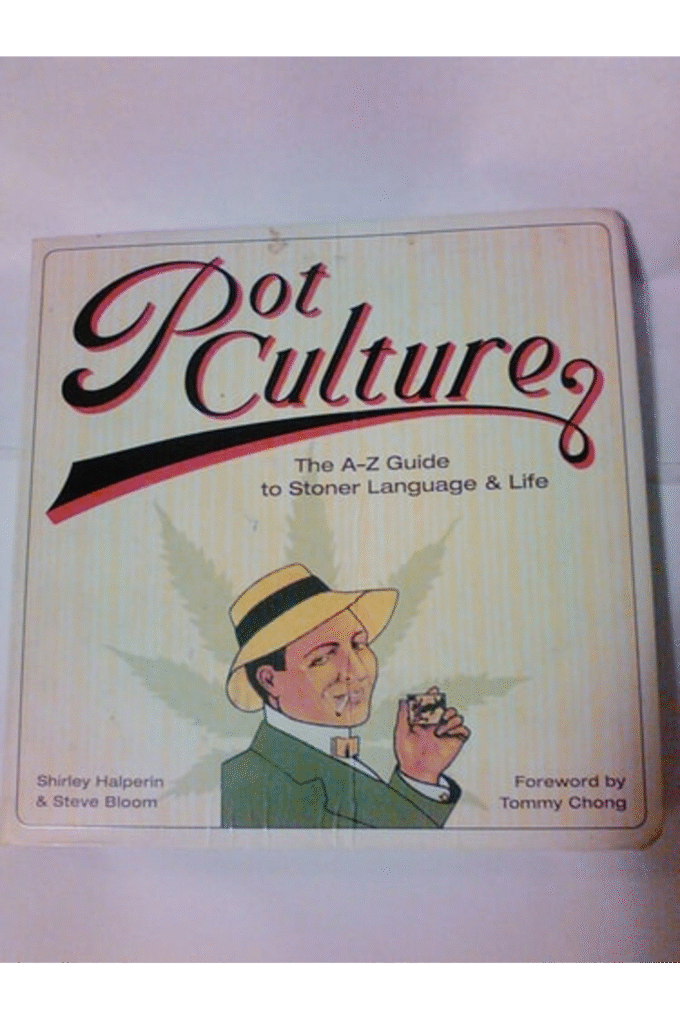 Pot
Culture
The A-Z Guide
to Stoner Language & Life
Shirley Halperin
& Steve Bloom
Foreword by
Tommy Chong